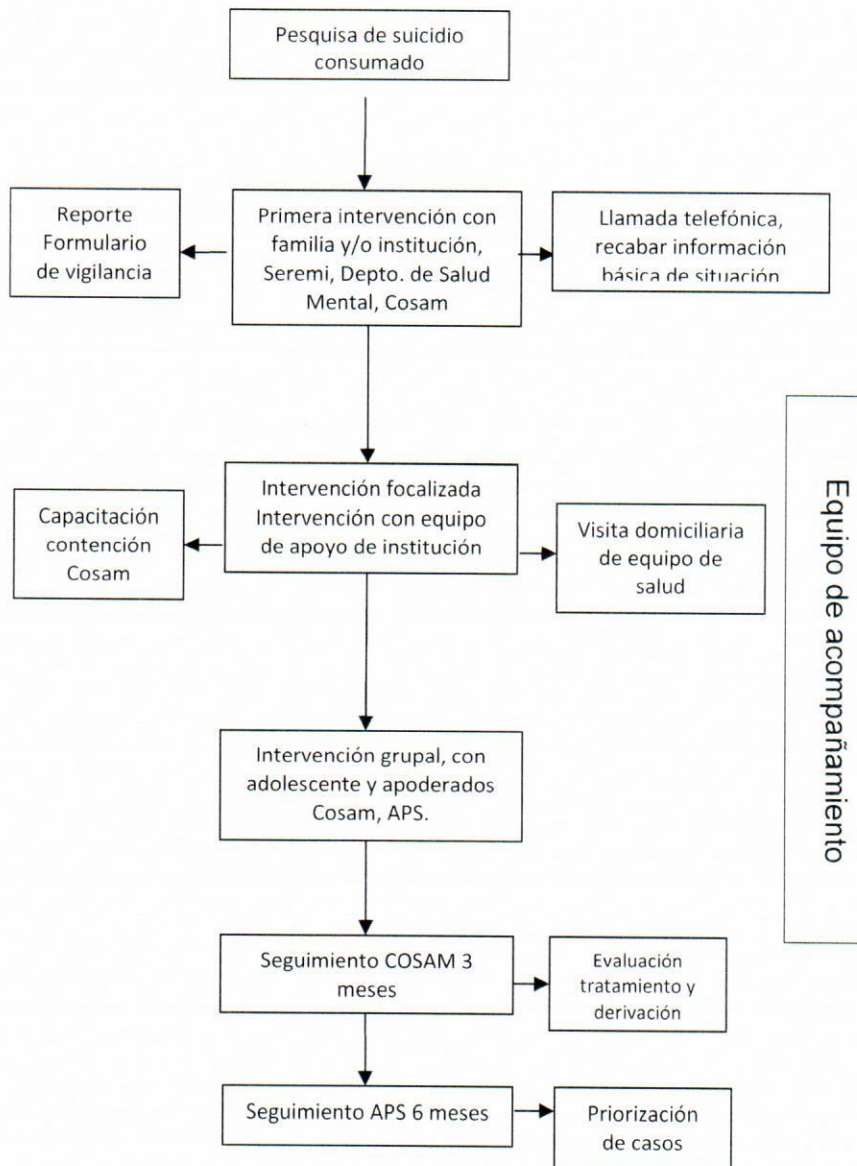 Pesquisa de suicidio
consumado
Reporte
Formulario
de vigilancia
Primera intervención con
familia y/o institución,
Seremi, Depto. de Salud
Mental, Cosam
Llamada telefónica,
recabar información
básica de situación
Capacitación
contención
Cosam
Intervención focalizada
Intervención con equipo
de apoyo de institución
Visita domiciliaria
de equipo de
salud
Equipo de acompañamiento
Intervención grupal, con
adolescente y apoderados
Cosam, APS.
Seguimiento COSAM 3
meses
Evaluación
tratamiento y
derivación
Seguimiento APS 6 meses
Priorización
de casos